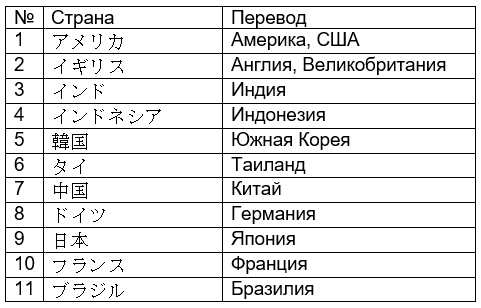 № Страна Перевод
1 アメリカ Америка, США
2 イギリス Англия, Великобритания
3 インド Индия
4 インドネシア Индонезия
5 韓国 Южная Корея
6 タイ Таиланд
7 中国 Китай
8 ドイツ Германия
9 日本 Япония
10 フランス Франция
11 ブラジル Бразилия